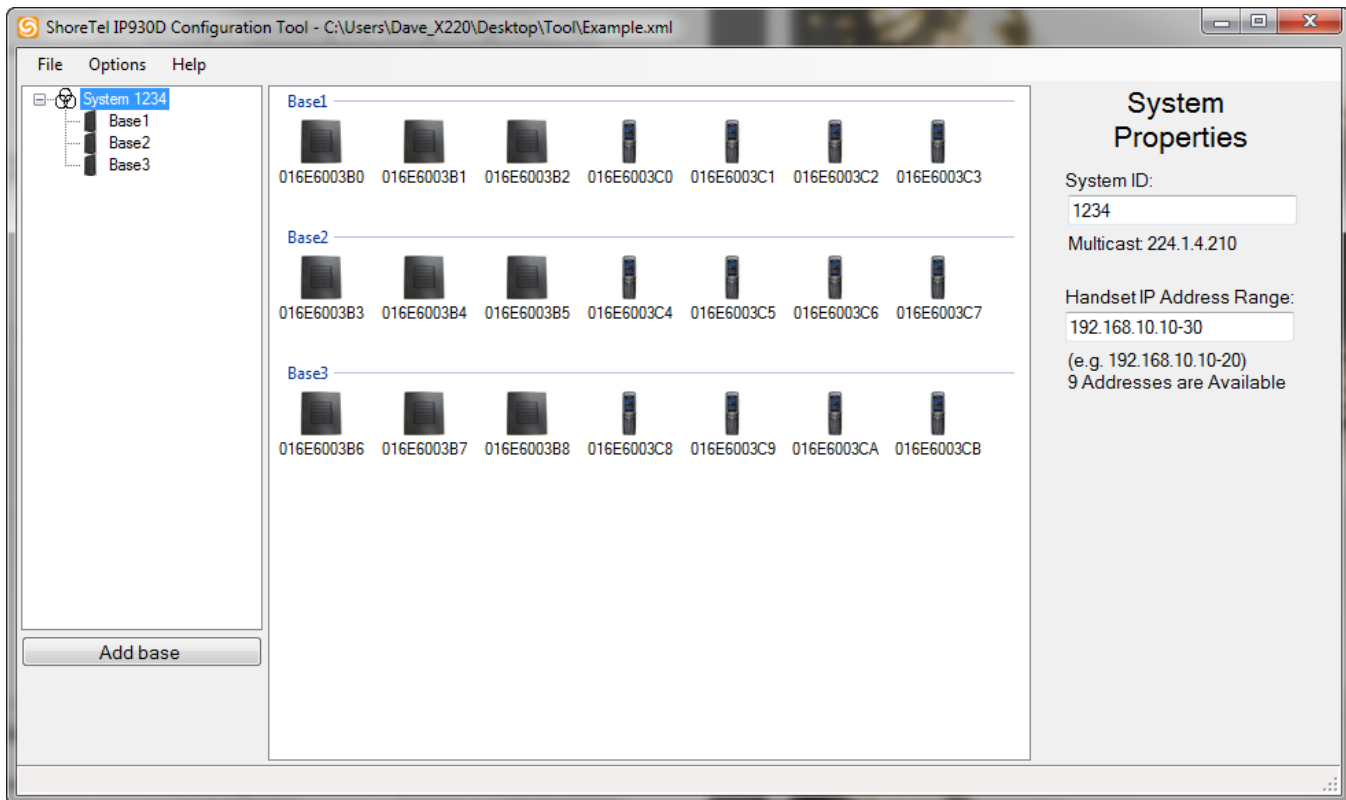 ShoreTel IP930D Configuration Tool - C:\Users\Dave_X220\Desktop\Tool\Example.xml
File Options Help
System 1234
Base1
Base2
Base3
Add base
Base1
016E6003B0 016E6003B1 016E6003B2 016E6003C0 016E6003C1 016E6003C2 016E6003C3
Base2
016E6003B3 016E6003B4 016E6003B5 016E6003C4 016E6003C5 016E6003C6 016E6003C7
Base3
016E6003B6 016E6003B7 016E6003B8 016E6003C8 016E6003C9 016E6003CA 016E6003CB
System
Properties
System ID:
1234
Multicast: 224.1.4.210
Handset IP Address Range:
192.168.10.10-30
(e.g. 192.168.10.10-20)
9 Addresses are Available